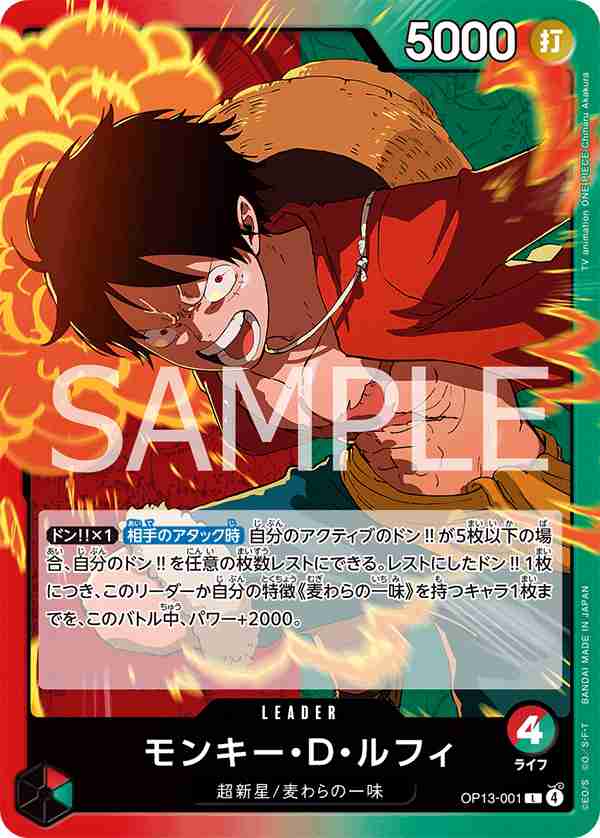 5000 打
TV animation ONE PIECE/Chiharu Akakura
SAMPLE
ドン!!×1 相手のアタック時 自分のアクティブのドン!!が5枚以下の場
合、自分のドン!!を任意の枚数レストにできる。レストにしたドン!!1枚
につき、このリーダーか自分の特徴《麦わらの一味》を持つキャラ1枚ま
でを、このバトル中、パワー+2000。
LEADER
モンキー・D・ルフィ
超新星/麦わらの一味
4
ライフ
OP13-001 L 4
©E.O/S ©O./S・F・T BANDAI MADE IN JAPAN